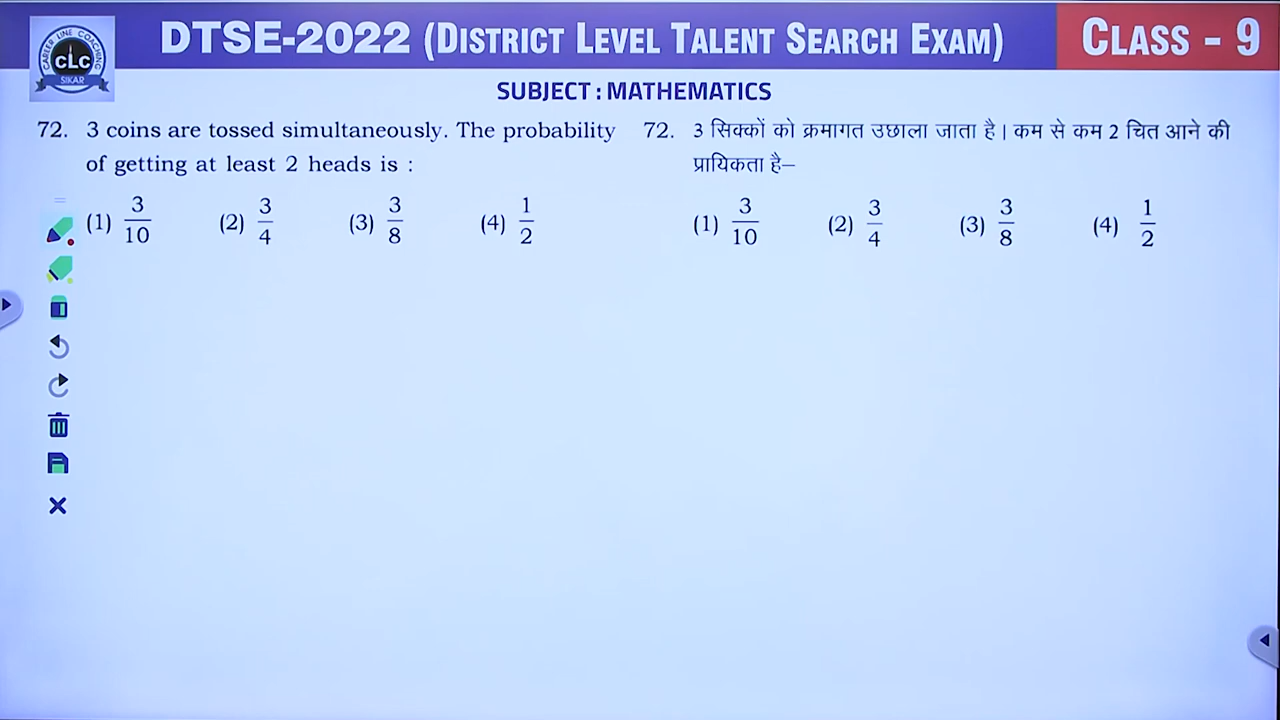 CAREER LINE COACHING
CLC
SIKAR
DTSE-2022 (DISTRICT LEVEL TALENT SEARCH EXAM)
CLASS - 9
SUBJECT : MATHEMATICS
72. 3 coins are tossed simultaneously. The probability
of getting at least 2 heads is :
(1) 3/10 (2) 3/4 (3) 3/8 (4) 1/2
72. 3 सिक्कों को क्रमागत उछाला जाता है। कम से कम 2 चित आने की
प्रायिकता है–
(1) 3/10 (2) 3/4 (3) 3/8 (4) 1/2